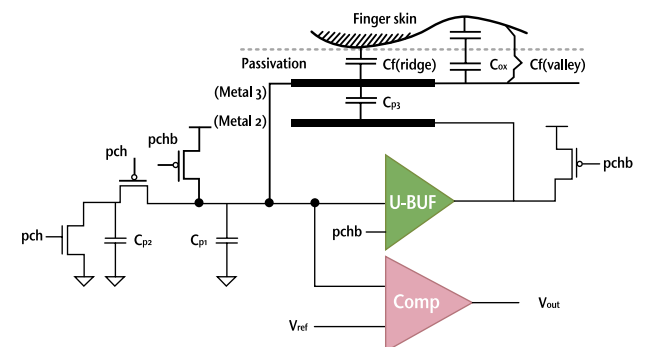 Finger skin
Passivation
Cf(ridge)
Cox
Cf(valley)
(Metal 3)
Cp3
(Metal 2)
pchb
pch
pchb
U-BUF
pch
Cp2
Cp1
pchb
Comp
Vout
Vref